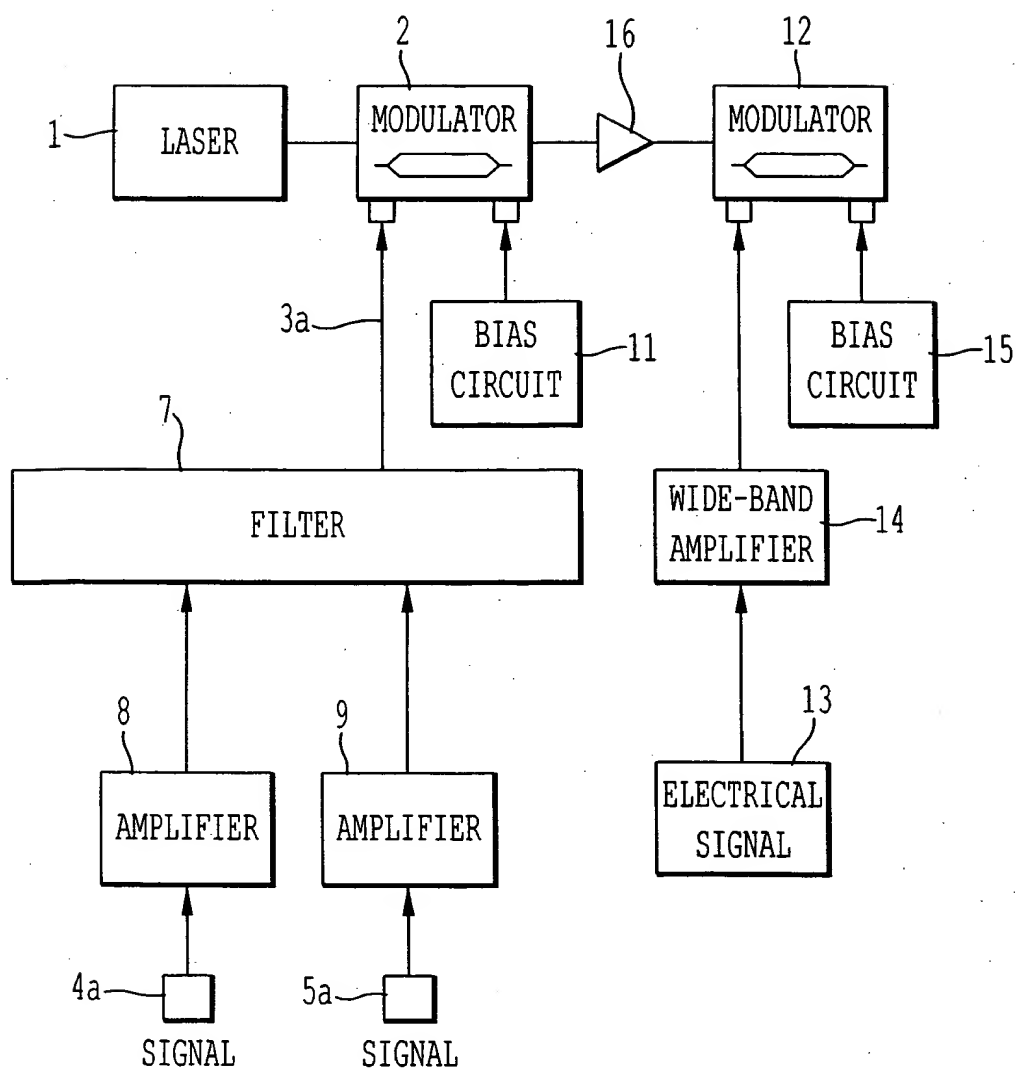 2
16
12
1
LASER
MODULATOR
MODULATOR
3a
BIAS
CIRCUIT
11
BIAS
CIRCUIT
15
7
FILTER
WIDE-BAND
AMPLIFIER
14
8
9
13
AMPLIFIER
AMPLIFIER
ELECTRICAL
SIGNAL
4a
5a
SIGNAL
SIGNAL